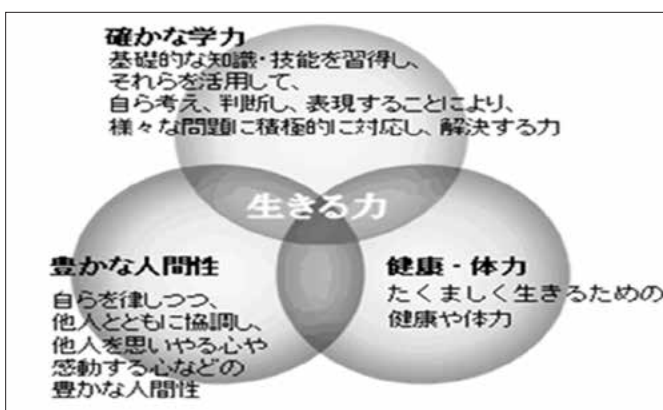 確かな学力
基礎的な知識・技能を習得し、
それらを活用して、
自ら考え、判断し、表現することにより、
様々な問題に積極的に対応し、解決する力
生きる力
豊かな人間性
自らを律しつつ、
他人とともに協調し、
他人を思いやる心や
感動する心などの
豊かな人間性
健康・体力
たくましく生きるための
健康や体力